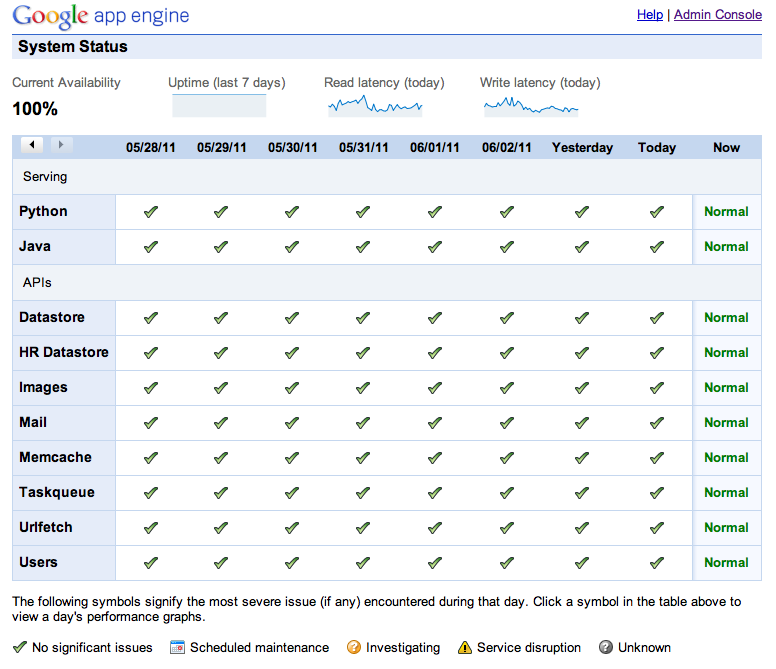 Google app engine
Help | Admin Console
System Status
Current Availability Uptime (last 7 days) Read latency (today) Write latency (today)
100%
05/28/11 05/29/11 05/30/11 05/31/11 06/01/11 06/02/11 Yesterday Today Now
Serving
Python Normal
Java Normal
APIs
Datastore Normal
HR Datastore Normal
Images Normal
Mail Normal
Memcache Normal
Taskqueue Normal
Urlfetch Normal
Users Normal
The following symbols signify the most severe issue (if any) encountered during that day. Click a symbol in the table above to
view a day's performance graphs.
No significant issues Scheduled maintenance Investigating Service disruption Unknown